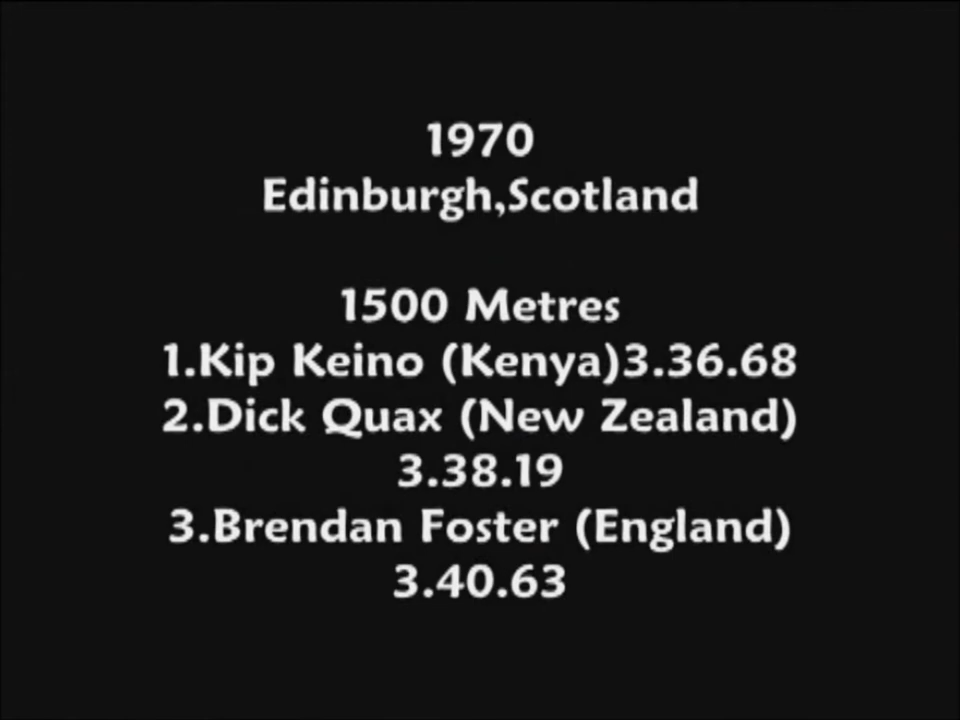 1970
Edinburgh,Scotland
1500 Metres
1.Kip Keino (Kenya)3.36.68
2.Dick Quax (New Zealand)
3.38.19
3.Brendan Foster (England)
3.40.63